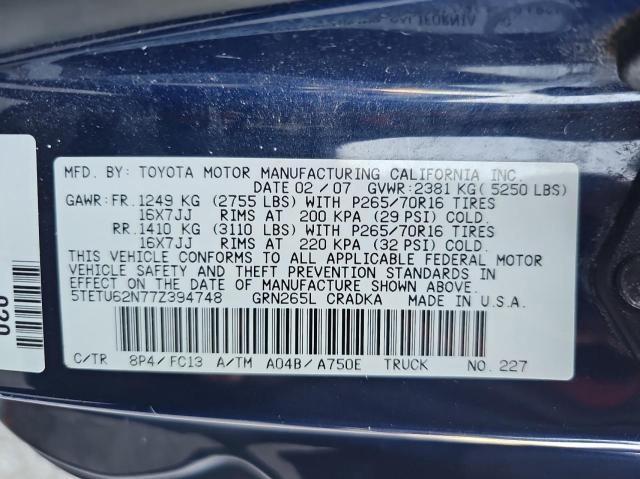 MFD. BY: TOYOTA MOTOR MANUFACTURING CALIFORNIA INC.
DATE 02/07 GVWR:2381 KG( 5250 LBS)
GAWR: FR.1249 KG (2755 LBS) WITH P265/70R16 TIRES
16X7JJ RIMS AT 200 KPA (29 PSI) COLD.
RR.1410 KG (3110 LBS) WITH P265/70R16 TIRES
16X7JJ RIMS AT 220 KPA (32 PSI) COLD.
THIS VEHICLE CONFORMS TO ALL APPLICABLE FEDERAL MOTOR
VEHICLE SAFETY AND THEFT PREVENTION STANDARDS IN
EFFECT ON THE DATE OF MANUFACTURE SHOWN ABOVE.
5TETU62N77Z394748 GRN265L CRADKA MADE IN U.S.A.
C/TR 8P4/FC13 A/TM A04B/A750E TRUCK NO. 227